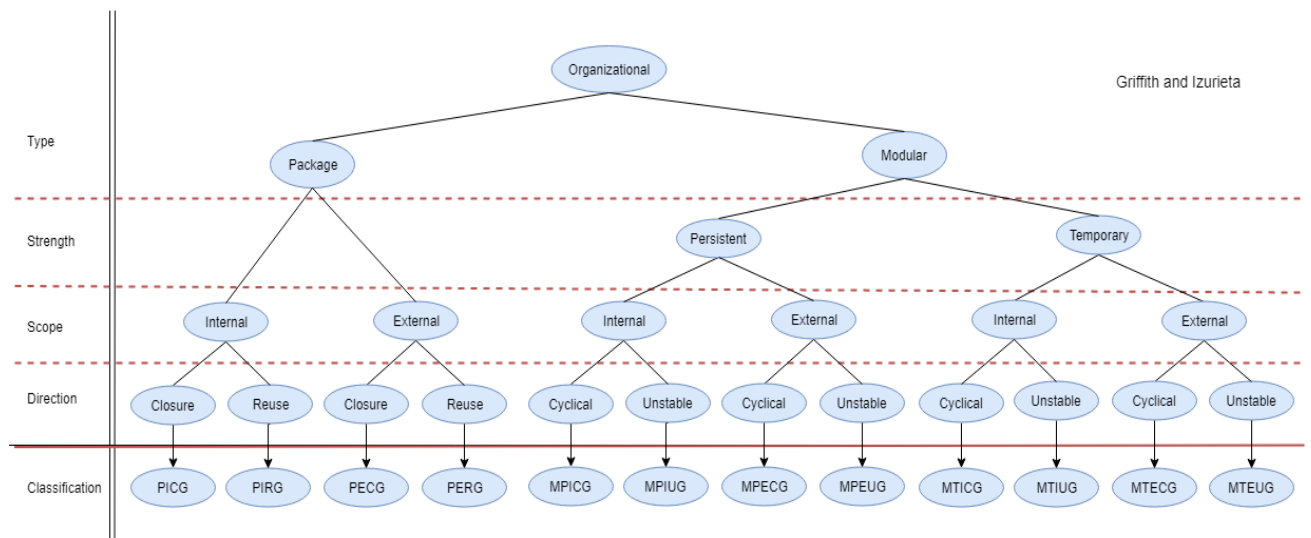 Organizational
Griffith and Izurieta
Type
Package
Modular
Strength
Persistent
Temporary
Scope
Internal
External
Internal
External
Internal
External
Direction
Closure
Reuse
Closure
Reuse
Cyclical
Unstable
Cyclical
Unstable
Cyclical
Unstable
Cyclical
Unstable
Classification
PICG
PIRG
PECG
PERG
MPICG
MPIUG
MPECG
MPEUG
MTICG
MTIUG
MTECG
MTEUG